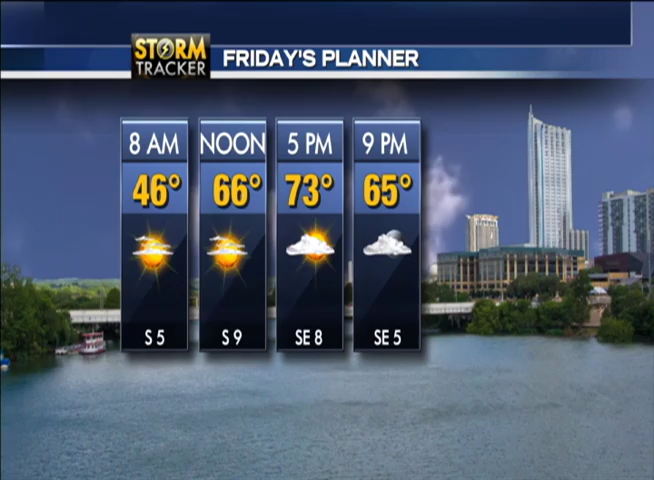 STORM
TRACKER
FRIDAY'S PLANNER
8 AM
NOON
5 PM
9 PM
46°
66°
73°
65°
S 5
S 9
SE 8
SE 5